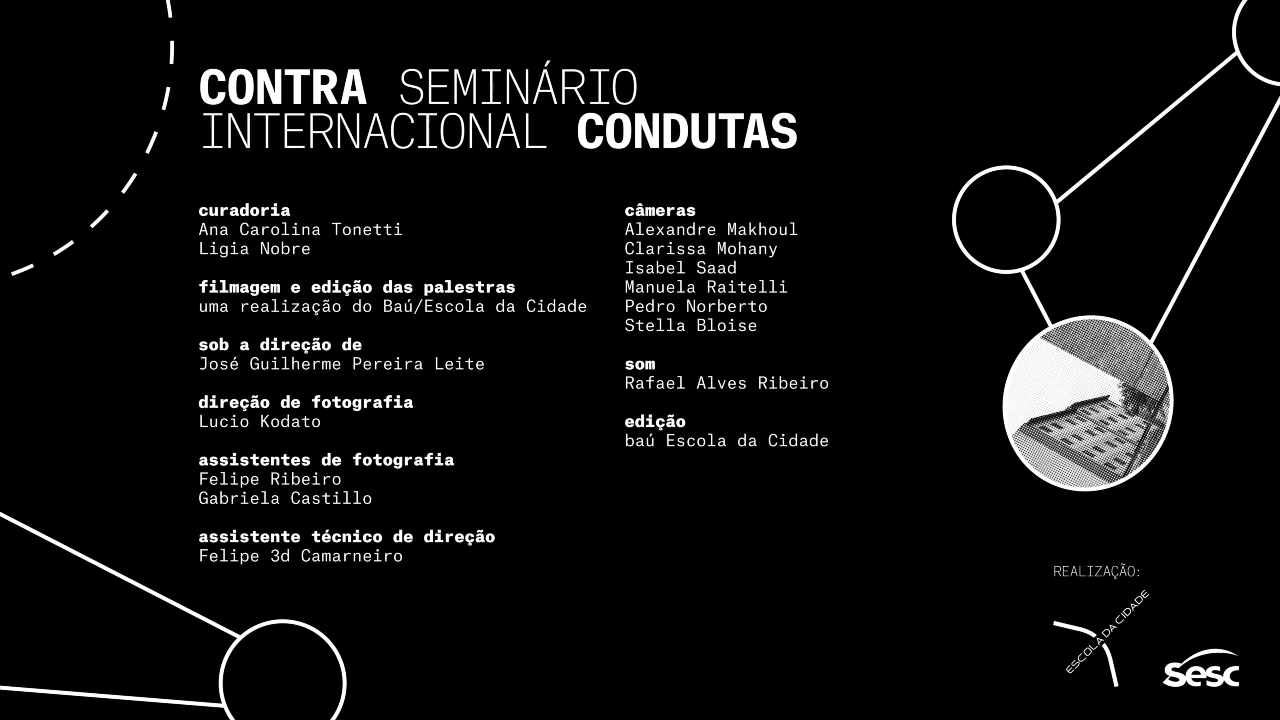 CONTRA SEMINÁRIO
INTERNACIONAL CONDUTAS
curadoria
Ana Carolina Tonetti
Ligia Nobre
filmagem e edição das palestras
uma realização do Baú/Escola da Cidade
sob a direção de
José Guilherme Pereira Leite
direção de fotografia
Lucio Kodato
assistentes de fotografia
Felipe Ribeiro
Gabriela Castillo
assistente técnico de direção
Felipe 3d Camarneiro
câmeras
Alexandre Makhoul
Clarissa Mohany
Isabel Saad
Manuela Raitelli
Pedro Norberto
Stella Bloise
som
Rafael Alves Ribeiro
edição
baú Escola da Cidade
REALIZAÇÃO:
ESCOLA DA CIDADE
Sesc